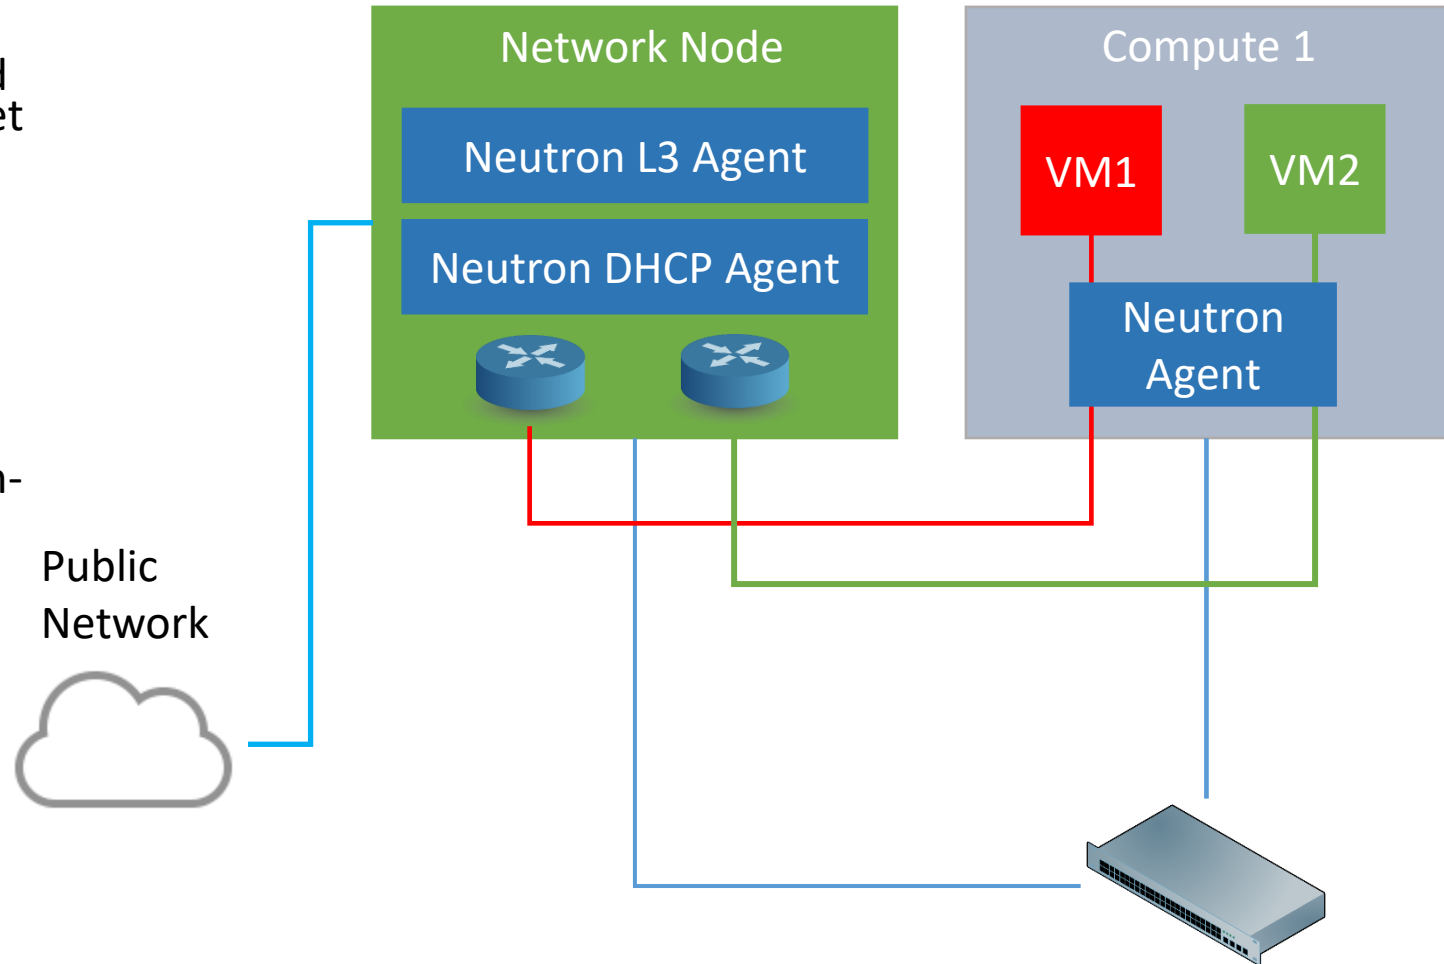 Network Node
Neutron L3 Agent
Neutron DHCP Agent
Compute 1
VM1
VM2
Neutron
Agent
Public
Network